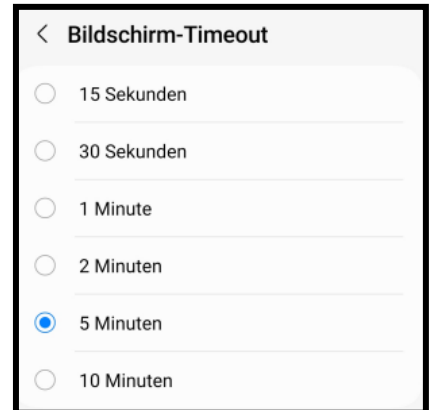 Bildschirm-Timeout
15 Sekunden
30 Sekunden
1 Minute
2 Minuten
5 Minuten
10 Minuten